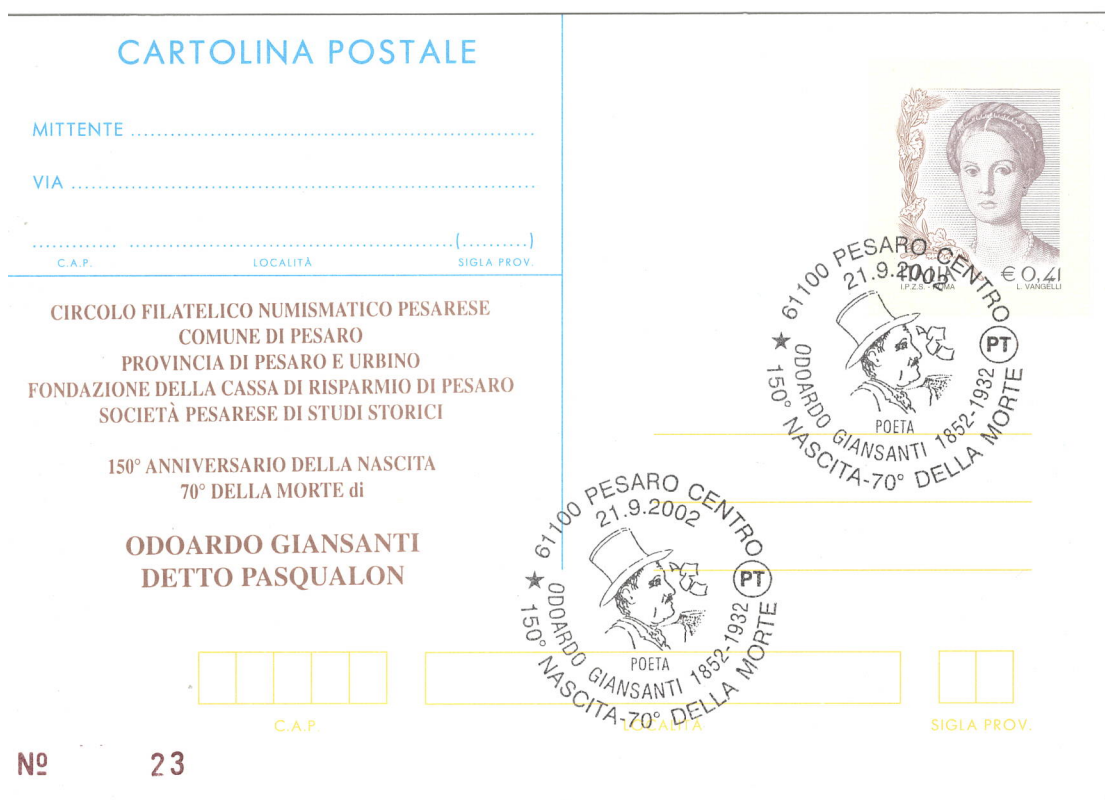 CARTOLINA POSTALE
MITTENTE
VIA
(..........)
C.A.P. LOCALITÀ SIGLA PROV.
CIRCOLO FILATELICO NUMISMATICO PESARESE
COMUNE DI PESARO
PROVINCIA DI PESARO E URBINO
FONDAZIONE DELLA CASSA DI RISPARMIO DI PESARO
SOCIETÀ PESARESE DI STUDI STORICI
150° ANNIVERSARIO DELLA NASCITA
70° DELLA MORTE di
ODOARDO GIANSANTI
DETTO PASQUALON
ITALIA € 0,41
I.P.Z.S. - ROMA L. VANGELLI
★ 61100 PESARO CENTRO PT
21.9.2002
POETA
ODOARDO GIANSANTI 1852-1932
150° NASCITA-70° DELLA MORTE
★ 61100 PESARO CENTRO PT
21.9.2002
POETA
ODOARDO GIANSANTI 1852-1932
150° NASCITA-70° DELLA MORTE
C.A.P. LOCALITÀ SIGLA PROV.
Nº 23